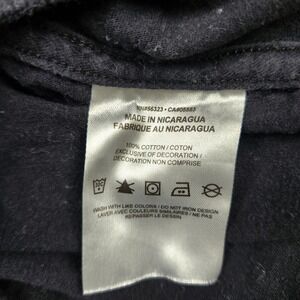 MADE IN NICARAGUA
FABRIQUE AU NICARAGUA
100% COTTON / COTON
EXCLUSIVE OF DECORATION /
DECORATION NON COMPRISE
WASH WITH LIKE COLORS / DO NOT IRON DESIGN
LAVER AVEC COULEURS SIMILAIRES / NE PAS
REPASSER LE DESSIN